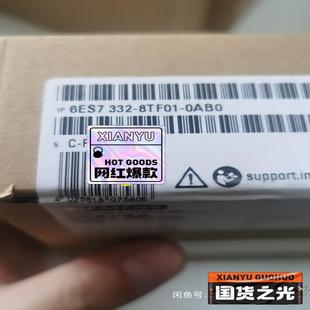 1P 6ES7 332-8TF01-0AB0
S C-F
XIANYU
HOT GOODS
网红爆款
support.in
XIANYU GUOHUO
国货之光
闲鱼号: